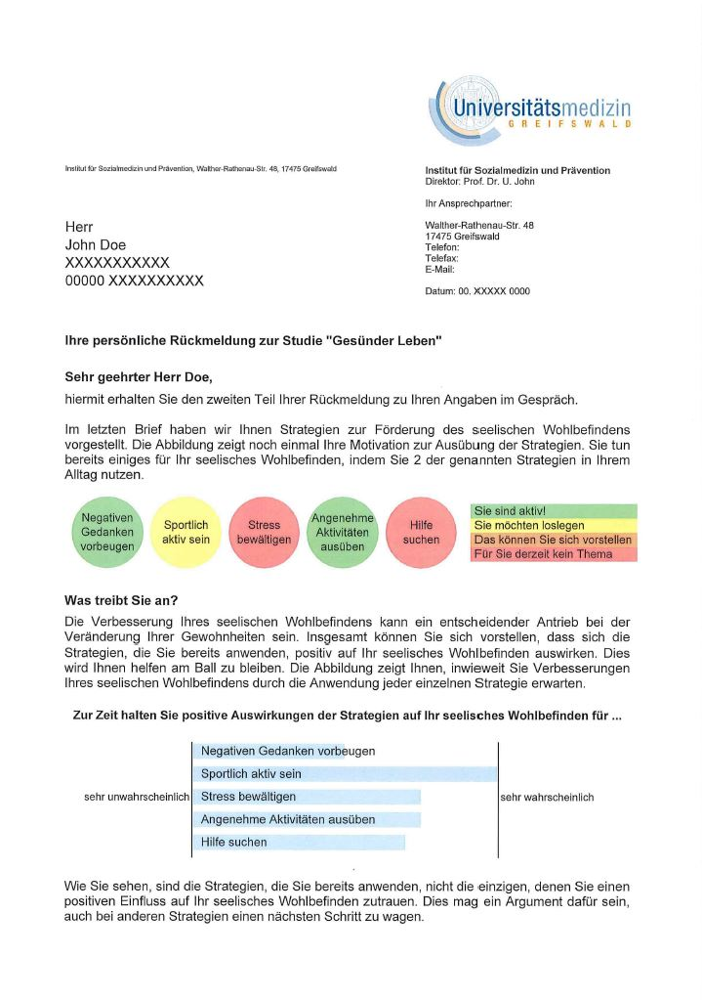 Universitätsmedizin
GREIFSWALD
Institut für Sozialmedizin und Prävention, Walther-Rathenau-Str. 48, 17475 Greifswald
Institut für Sozialmedizin und Prävention
Direktor: Prof. Dr. U. John
Ihr Ansprechpartner:
Walther-Rathenau-Str. 48
17475 Greifswald
Telefon:
Telefax:
E-Mail:
Datum: 00. XXXXX 0000
Herr
John Doe
XXXXXXXXXXX
00000 XXXXXXXXXX
Ihre persönliche Rückmeldung zur Studie "Gesünder Leben"
Sehr geehrter Herr Doe,
hiermit erhalten Sie den zweiten Teil Ihrer Rückmeldung zu Ihren Angaben im Gespräch.
Im letzten Brief haben wir Ihnen Strategien zur Förderung des seelischen Wohlbefindens
vorgestellt. Die Abbildung zeigt noch einmal Ihre Motivation zur Ausübung der Strategien. Sie tun
bereits einiges für Ihr seelisches Wohlbefinden, indem Sie 2 der genannten Strategien in Ihrem
Alltag nutzen.
Negativen
Gedanken
vorbeugen
Sportlich
aktiv sein
Stress
bewältigen
Angenehme
Aktivitäten
ausüben
Hilfe
suchen
Sie sind aktiv!
Sie möchten loslegen
Das können Sie sich vorstellen
Für Sie derzeit kein Thema
Was treibt Sie an?
Die Verbesserung Ihres seelischen Wohlbefindens kann ein entscheidender Antrieb bei der
Veränderung Ihrer Gewohnheiten sein. Insgesamt können Sie sich vorstellen, dass sich die
Strategien, die Sie bereits anwenden, positiv auf Ihr seelisches Wohlbefinden auswirken. Dies
wird Ihnen helfen am Ball zu bleiben. Die Abbildung zeigt Ihnen, inwieweit Sie Verbesserungen
Ihres seelischen Wohlbefindens durch die Anwendung jeder einzelnen Strategie erwarten.
Zur Zeit halten Sie positive Auswirkungen der Strategien auf Ihr seelisches Wohlbefinden für ...
Negativen Gedanken vorbeugen
Sportlich aktiv sein
sehr unwahrscheinlich Stress bewältigen sehr wahrscheinlich
Angenehme Aktivitäten ausüben
Hilfe suchen
Wie Sie sehen, sind die Strategien, die Sie bereits anwenden, nicht die einzigen, denen Sie einen
positiven Einfluss auf Ihr seelisches Wohlbefinden zutrauen. Dies mag ein Argument dafür sein,
auch bei anderen Strategien einen nächsten Schritt zu wagen.